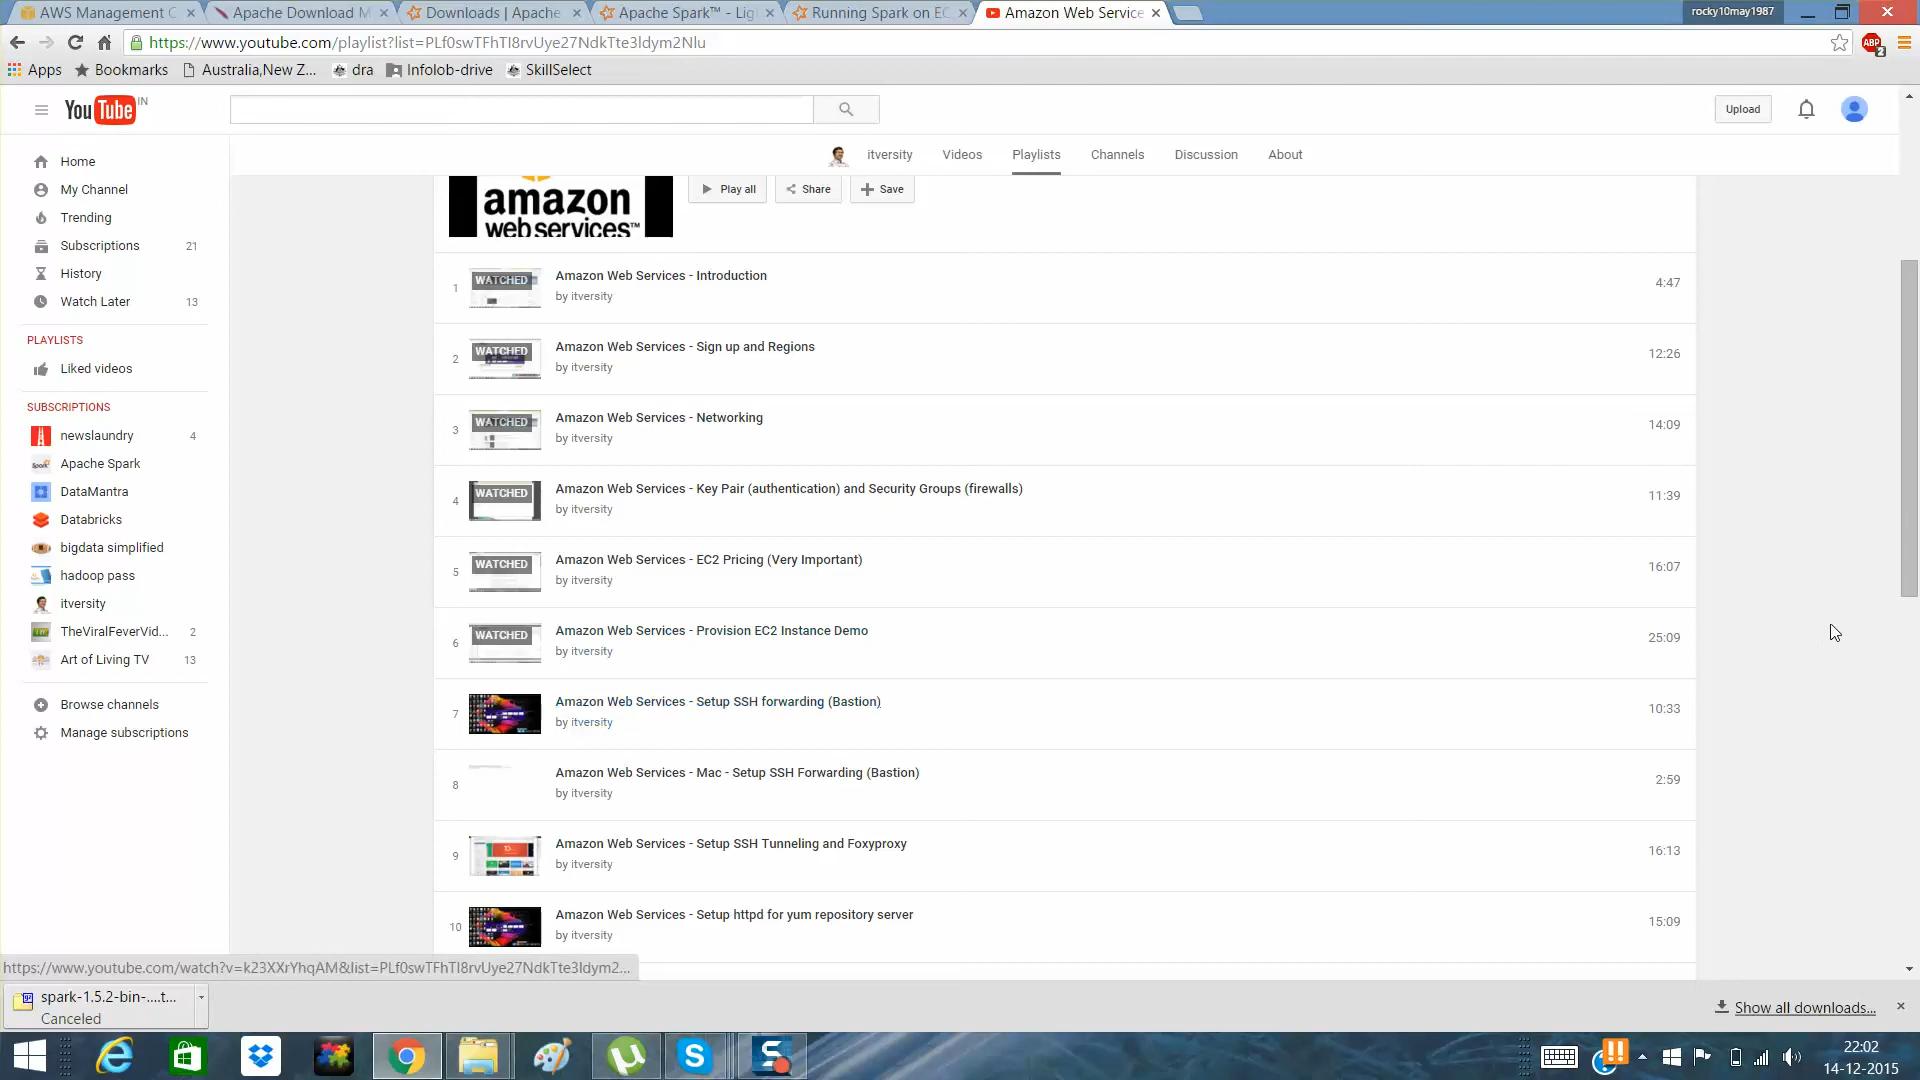 AWS Management C
Apache Download M
Downloads | Apache
Apache Spark™ - Lig
Running Spark on EC
Amazon Web Service
rocky10may1987
https://www.youtube.com/playlist?list=PLf0swTFhTI8rvUye27NdkTte3ldym2Nlu
ABP
2
Apps
Bookmarks
Australia,New Z...
dra
Infolob-drive
SkillSelect
YouTube IN
Upload
itversity
Videos
Playlists
Channels
Discussion
About
Home
My Channel
Trending
Subscriptions 21
History
Watch Later 13
PLAYLISTS
Liked videos
SUBSCRIPTIONS
newslaundry 4
Apache Spark
DataMantra
Databricks
bigdata simplified
hadoop pass
itversity
TheViralFeverVid... 2
Art of Living TV 13
Browse channels
Manage subscriptions
amazon
web services™
Play all
Share
Save
1 WATCHED Amazon Web Services - Introduction 4:47
by itversity
2 WATCHED Amazon Web Services - Sign up and Regions 12:26
by itversity
3 WATCHED Amazon Web Services - Networking 14:09
by itversity
4 WATCHED Amazon Web Services - Key Pair (authentication) and Security Groups (firewalls) 11:39
by itversity
5 WATCHED Amazon Web Services - EC2 Pricing (Very Important) 16:07
by itversity
6 WATCHED Amazon Web Services - Provision EC2 Instance Demo 25:09
by itversity
7 Amazon Web Services - Setup SSH forwarding (Bastion) 10:33
by itversity
8 Amazon Web Services - Mac - Setup SSH Forwarding (Bastion) 2:59
by itversity
9 Amazon Web Services - Setup SSH Tunneling and Foxyproxy 16:13
by itversity
10 Amazon Web Services - Setup httpd for yum repository server 15:09
by itversity
https://www.youtube.com/watch?v=k23XXrYhqAM&list=PLf0swTFhTI8rvUye27NdkTte3ldym2...
spark-1.5.2-bin-....t...
Canceled
Show all downloads...
22:02
14-12-2015